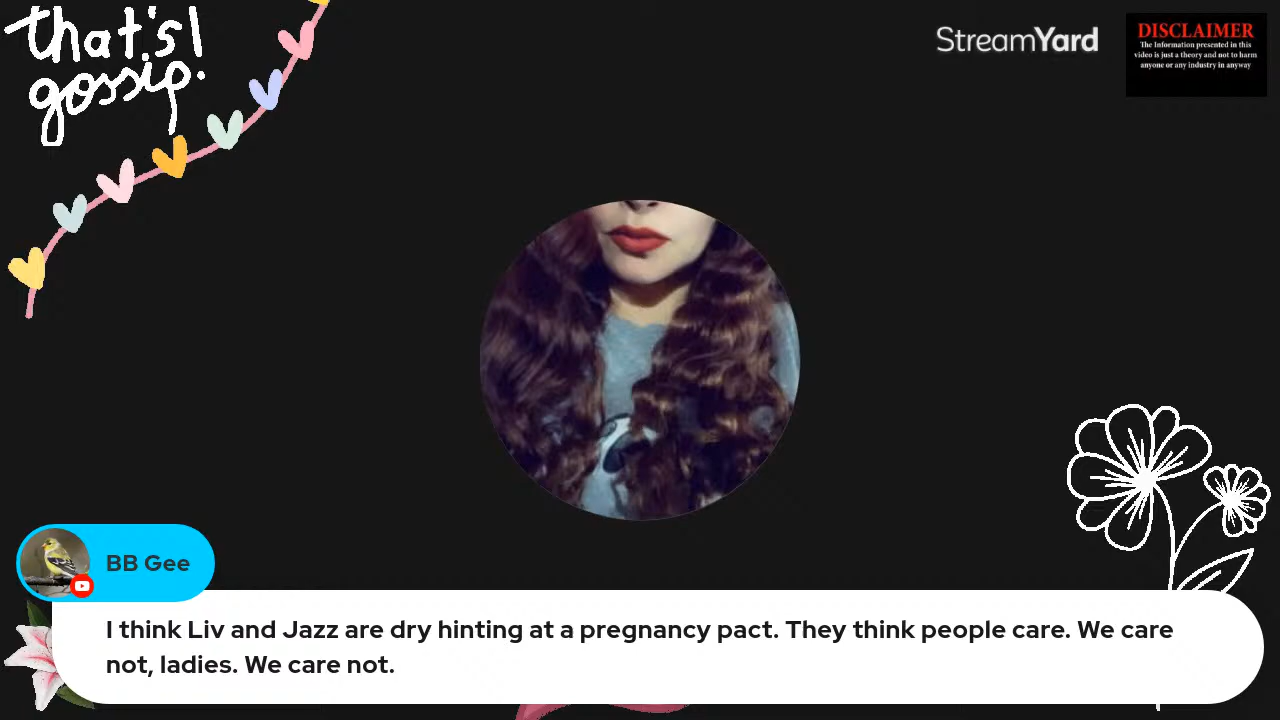 that's
gossip.
StreamYard
DISCLAIMER
The Information presented in this
video is just a theory and not to harm
anyone or any industry in anyway
BB Gee
I think Liv and Jazz are dry hinting at a pregnancy pact. They think people care. We care
not, ladies. We care not.